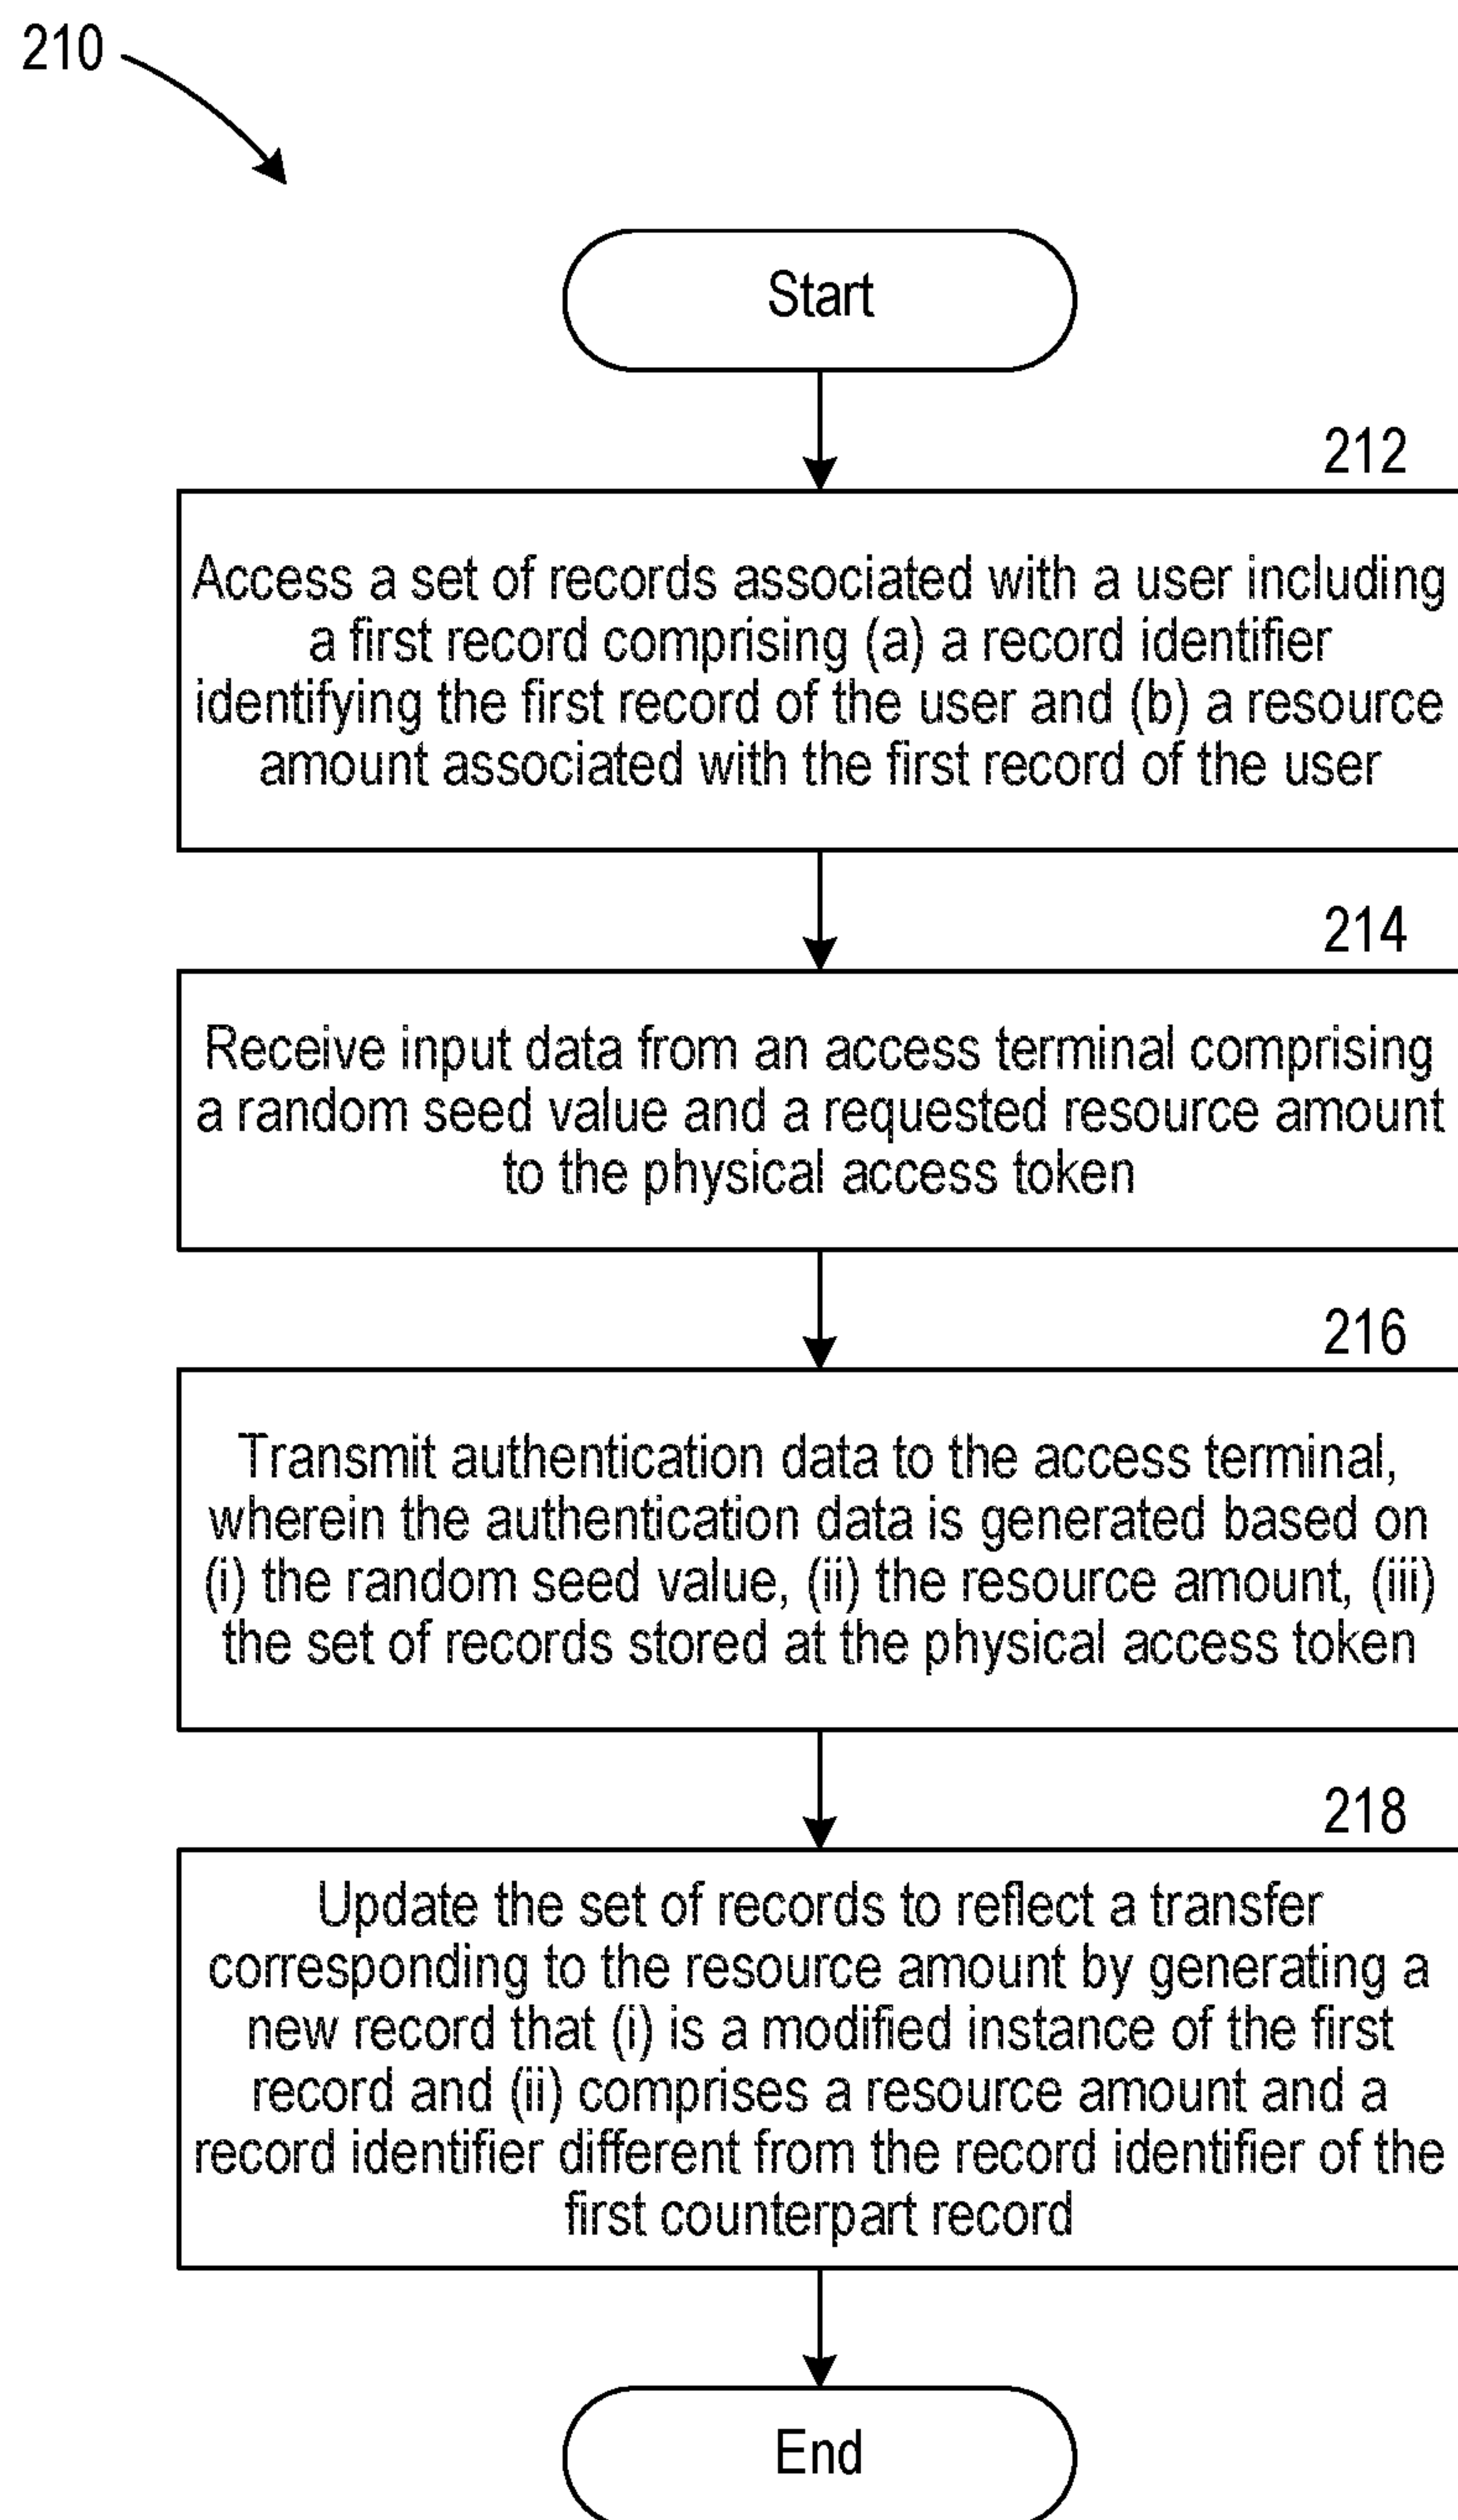 210
Start
212
Access a set of records associated with a user including
a first record comprising (a) a record identifier
identifying the first record of the user and (b) a resource
amount associated with the first record of the user
214
Receive input data from an access terminal comprising
a random seed value and a requested resource amount
to the physical access token
216
Transmit authentication data to the access terminal,
wherein the authentication data is generated based on
(i) the random seed value, (ii) the resource amount, (iii)
the set of records stored at the physical access token
218
Update the set of records to reflect a transfer
corresponding to the resource amount by generating a
new record that (i) is a modified instance of the first
record and (ii) comprises a resource amount and a
record identifier different from the record identifier of the
first counterpart record
End